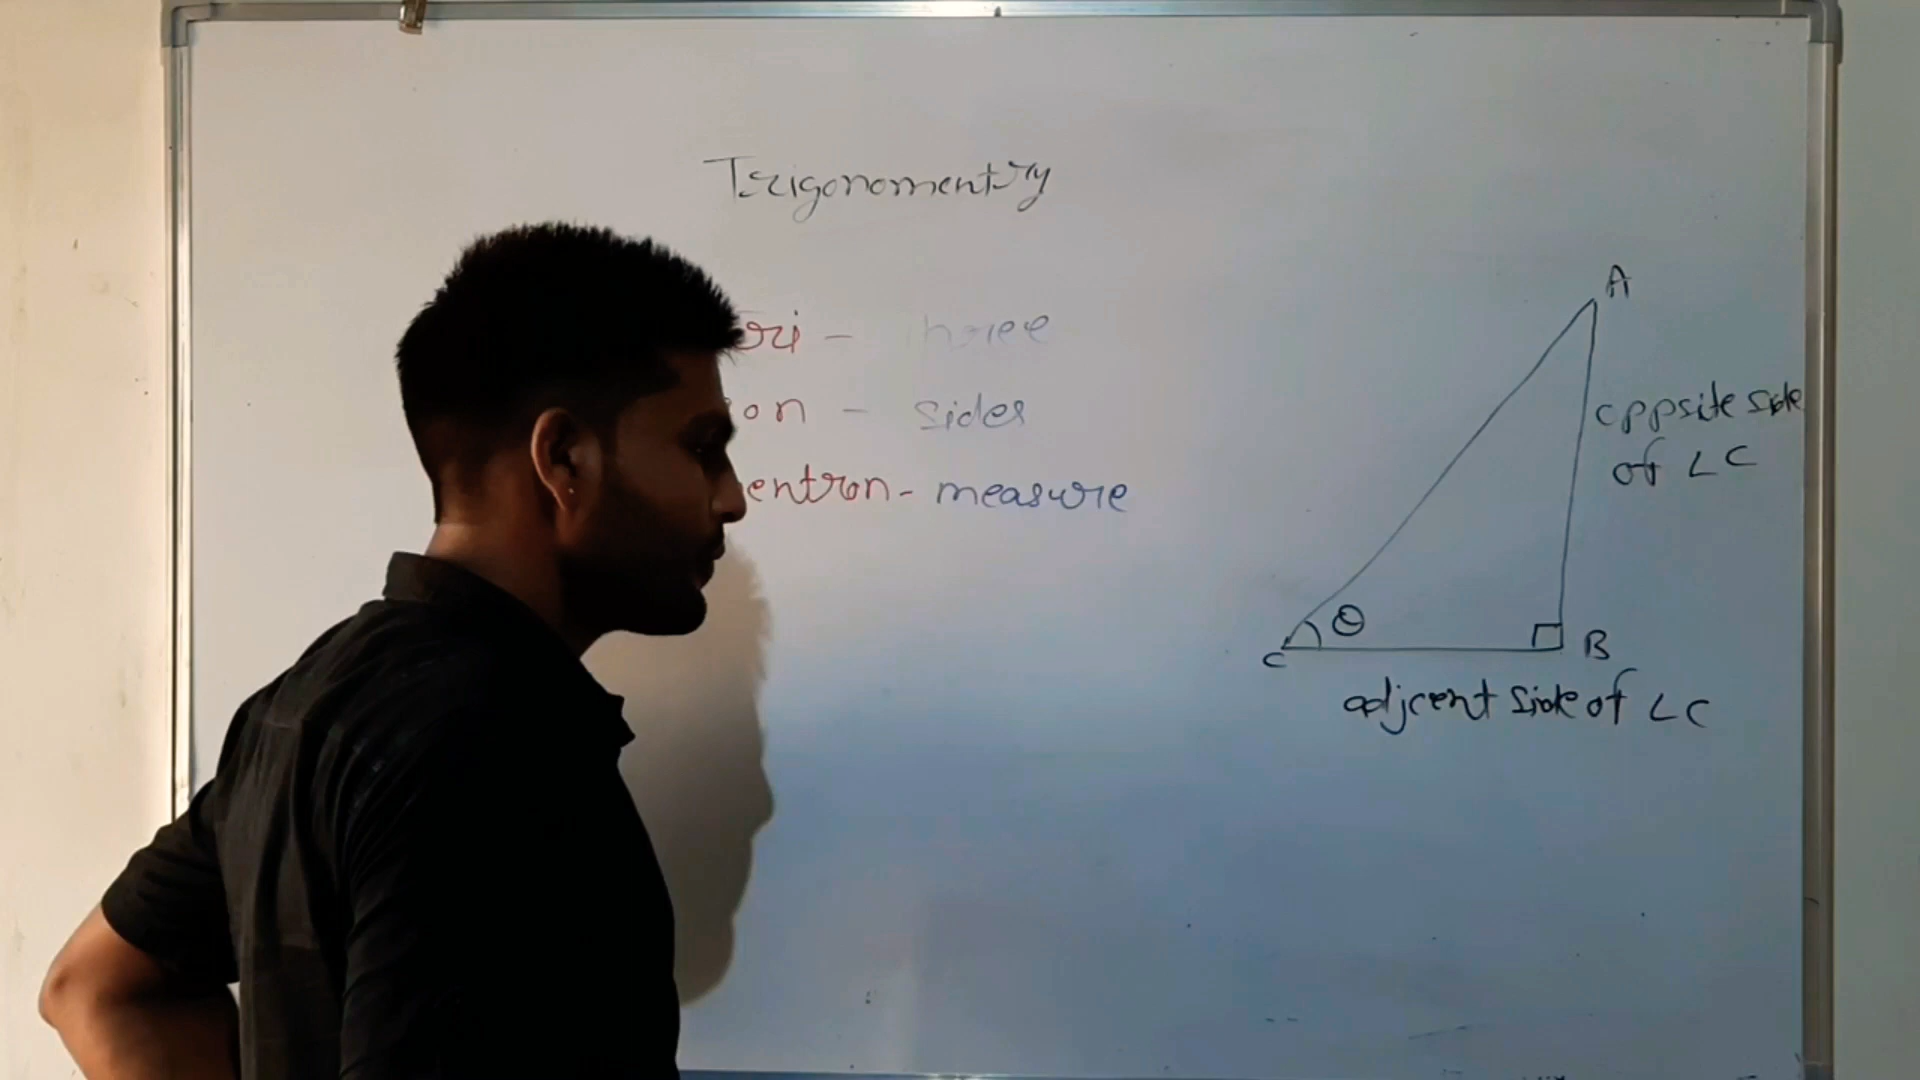 Trigonomentry
ri - three
on - sides
entron - measure
A
oppsite side
of ∠C
θ
C
B
adjcent side of ∠C